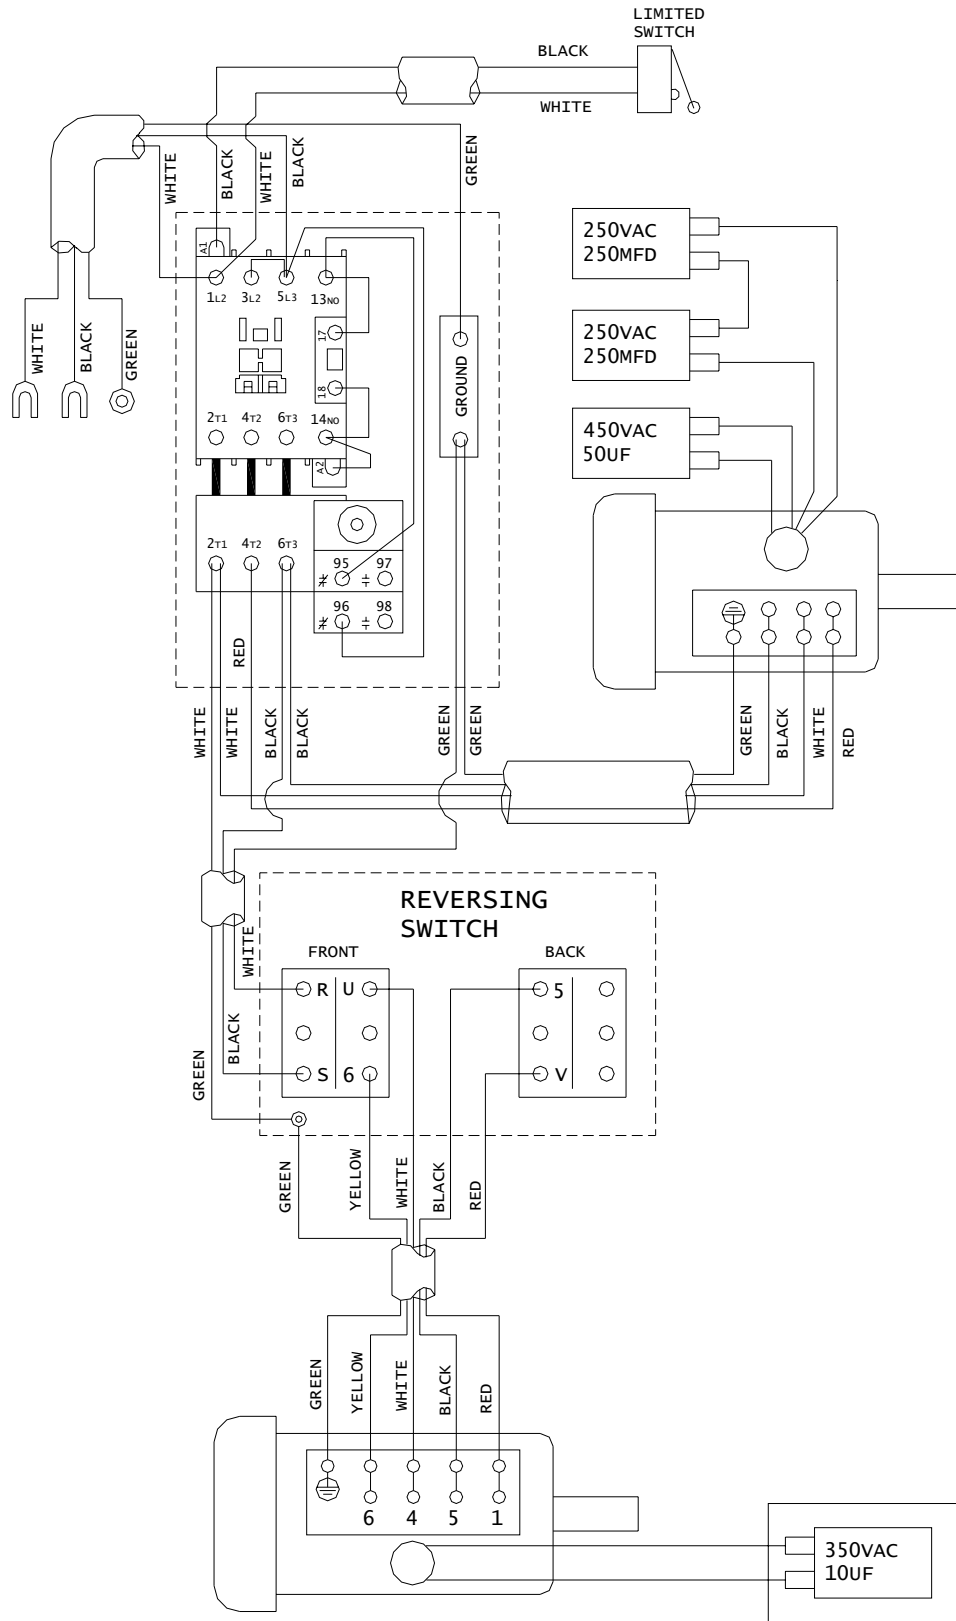 LIMITED
SWITCH
BLACK
WHITE
WHITE
BLACK
WHITE
BLACK
GREEN
A1
1L2 3L2 5L3 13NO
17
18
2T1 4T2 6T3 14NO
A2
GROUND
WHITE
BLACK
GREEN
250VAC
250MFD
250VAC
250MFD
450VAC
50UF
2T1 4T2 6T3
95 97
96 98
RED
WHITE
WHITE
BLACK
BLACK
GREEN
GREEN
GREEN
BLACK
WHITE
RED
REVERSING
SWITCH
FRONT
BACK
WHITE
BLACK
GREEN
R U
S 6
5
V
GREEN
YELLOW
WHITE
BLACK
RED
GREEN
YELLOW
WHITE
BLACK
RED
6 4 5 1
350VAC
10UF